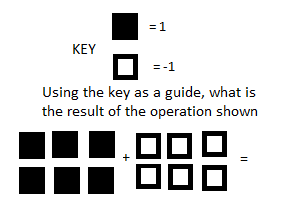 = 1
KEY
= -1
Using the key as a guide, what is
the result of the operation shown
+ =